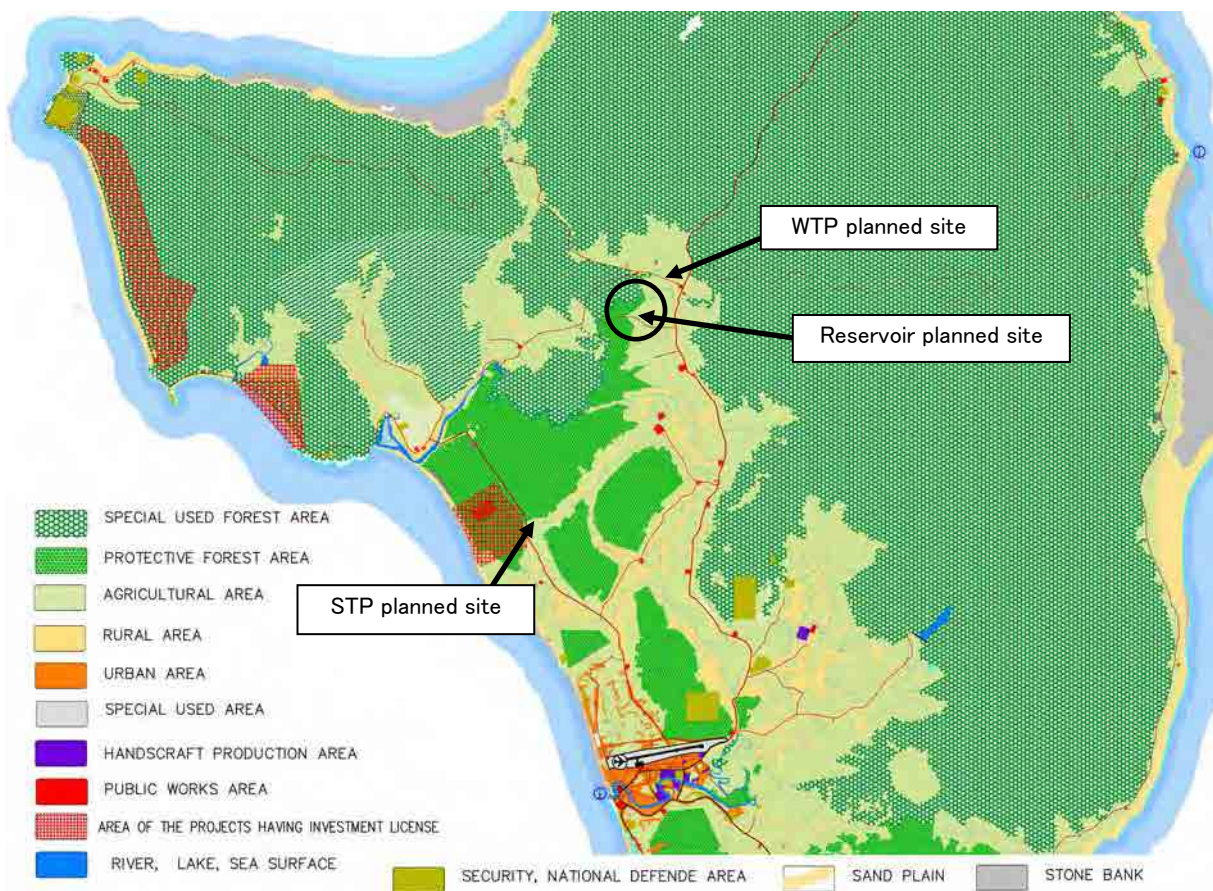 WTP planned site
Reservoir planned site
STP planned site
SPECIAL USED FOREST AREA
PROTECTIVE FOREST AREA
AGRICULTURAL AREA
RURAL AREA
URBAN AREA
SPECIAL USED AREA
HANDSCRAFT PRODUCTION AREA
PUBLIC WORKS AREA
AREA OF THE PROJECTS HAVING INVESTMENT LICENSE
RIVER, LAKE, SEA SURFACE
SECURITY, NATIONAL DEFENDE AREA
SAND PLAIN
STONE BANK